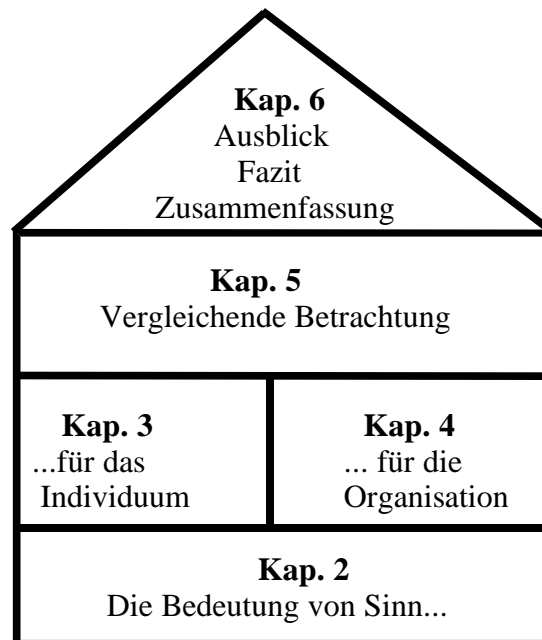 Kap. 6
Ausblick
Fazit
Zusammenfassung
Kap. 5
Vergleichende Betrachtung
Kap. 3
...für das
Individuum
Kap. 4
... für die
Organisation
Kap. 2
Die Bedeutung von Sinn...